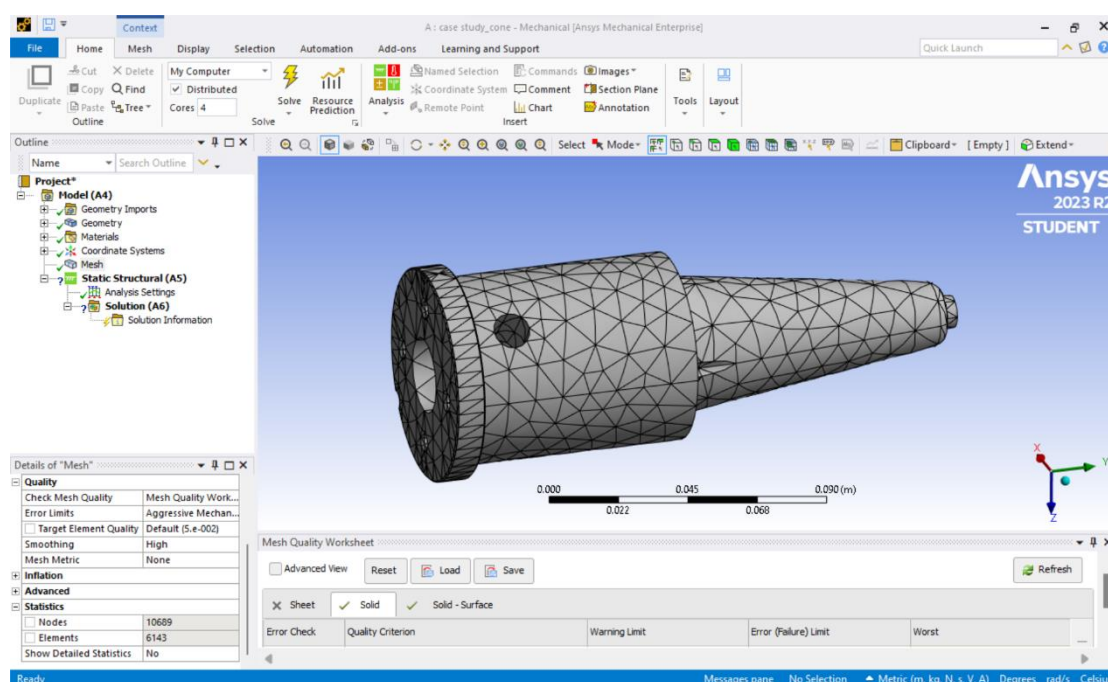 Context
A : case study_cone - Mechanical [Ansys Mechanical Enterprise]
File Home Mesh Display Selection Automation Add-ons Learning and Support Quick Launch
Duplicate
Cut
Copy
Paste
Delete
Find
Tree
Outline
My Computer
Distributed
Cores 4
Solve
Resource Prediction
Solve
Analysis
Named Selection
Coordinate System
Remote Point
Commands
Comment
Chart
Images
Section Plane
Annotation
Insert
Tools
Layout
Outline
Name Search Outline
Select Mode Clipboard [ Empty ] Extend
Project*
Model (A4)
Geometry Imports
Geometry
Materials
Coordinate Systems
Mesh
Static Structural (A5)
Analysis Settings
Solution (A6)
Solution Information
Ansys
2023 R2
STUDENT
X
Y
Z
0.000 0.045 0.090 (m)
0.022 0.068
Details of "Mesh"
Quality
Check Mesh Quality Mesh Quality Work...
Error Limits Aggressive Mechan...
Target Element Quality Default (5.e-002)
Smoothing High
Mesh Metric None
Inflation
Advanced
Statistics
Nodes 10689
Elements 6143
Show Detailed Statistics No
Mesh Quality Worksheet
Advanced View Reset Load Save Refresh
Sheet Solid Solid - Surface
Error Check Quality Criterion Warning Limit Error (Failure) Limit Worst
Ready Messages pane No Selection Metric (m, kg, N, s, V, A) Degrees rad/s Celsiu